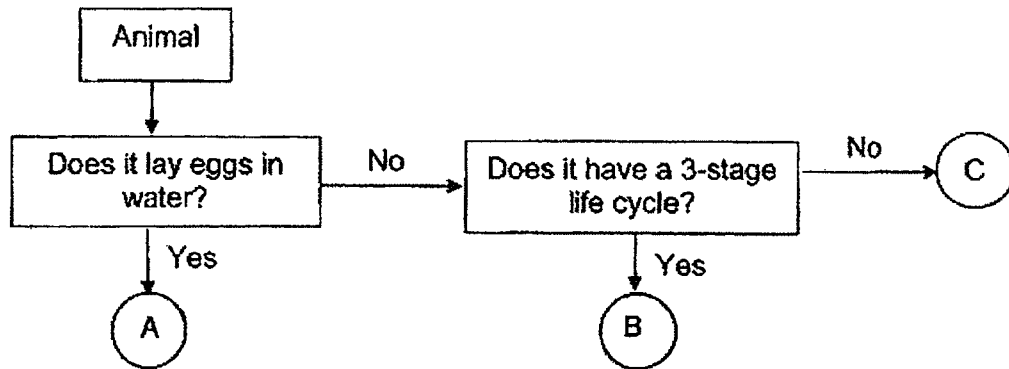 Animal
Does it lay eggs in
water?
No
Does it have a 3-stage
life cycle?
No
C
Yes
Yes
A
B